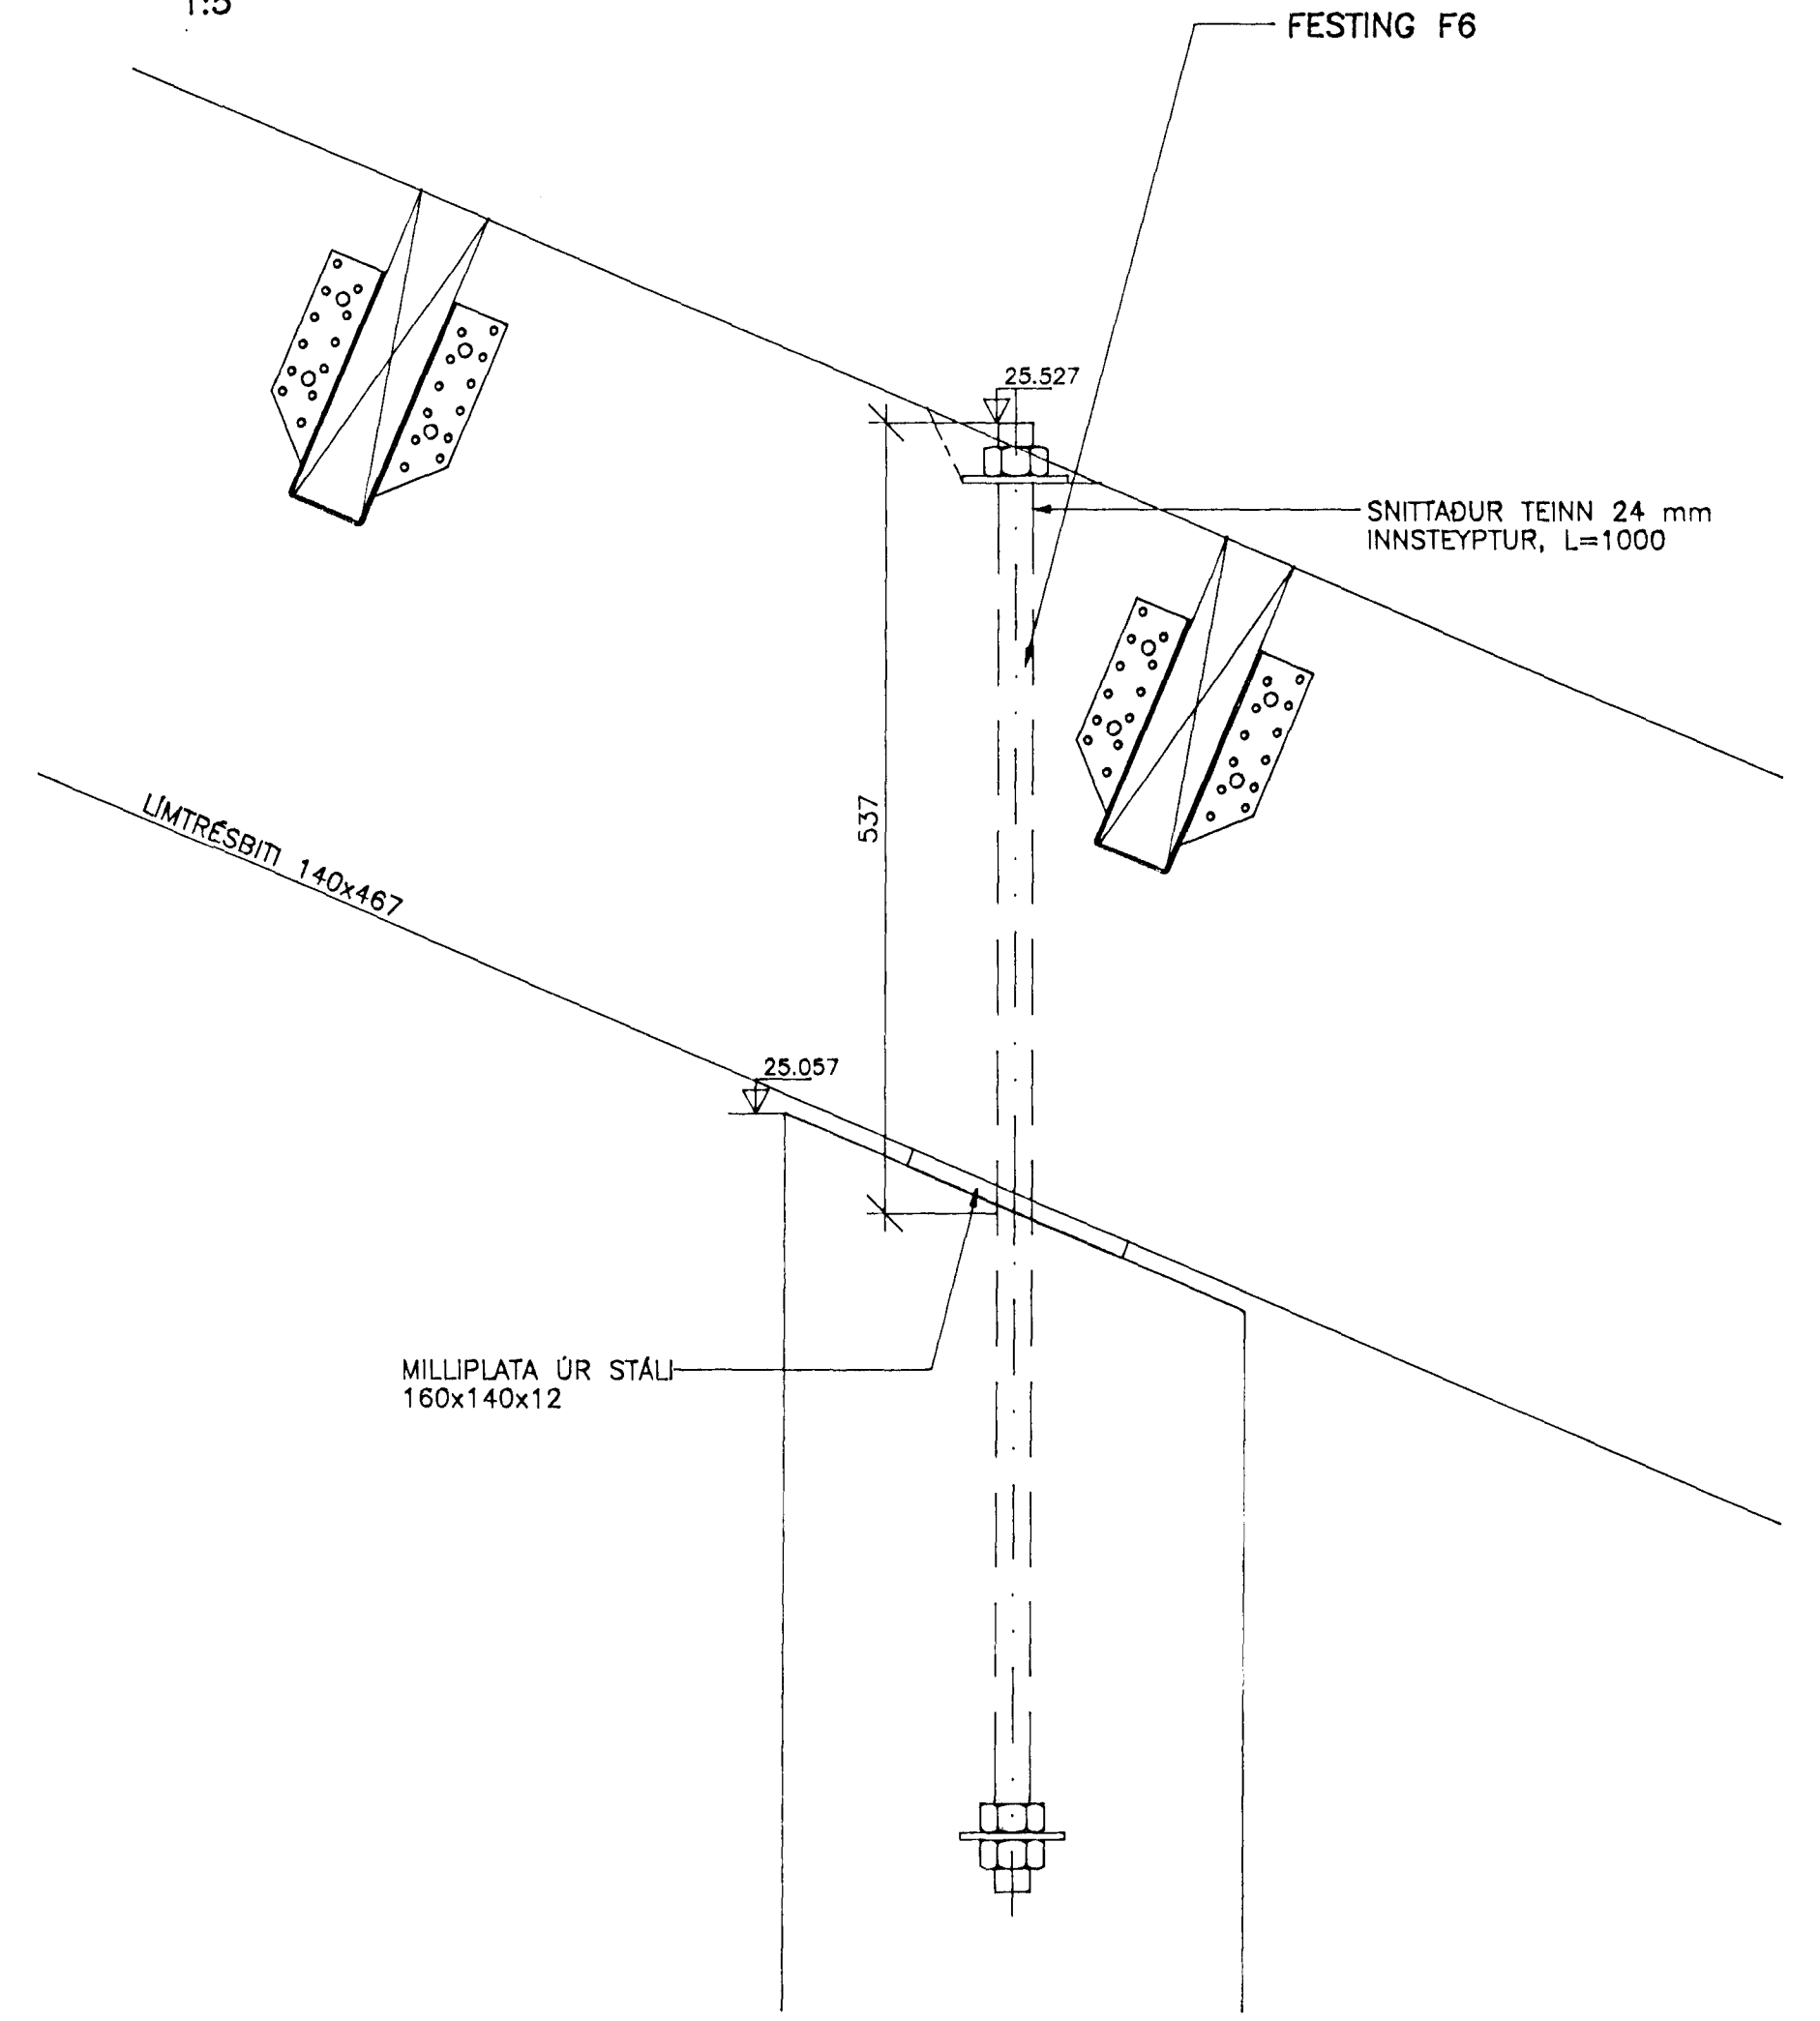 1:5
FESTING F6
25.527
SNITTAÐUR TEINN 24 mm
INNSTEYPTUR, L=1000
537
LÍMTRÉSBITI 140x467
25.057
MILLIPLATA ÚR STÁLI
160x140x12